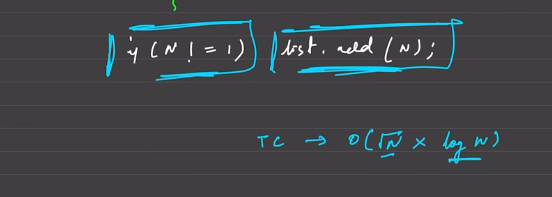 if (N != 1) list.add(N);
TC → O(√N × log N)